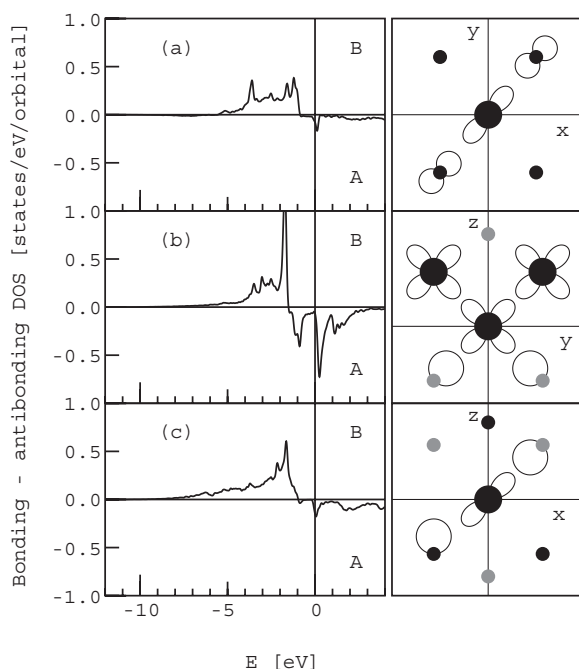 Bonding - antibonding DOS [states/eV/orbital]
1.0
(a)
B
0.5
0.0
-0.5
A
y
x
1.0
(b)
B
0.5
0.0
-0.5
A
z
y
1.0
(c)
B
0.5
0.0
-0.5
A
-1.0
z
x
-10 -5 0
E [eV]